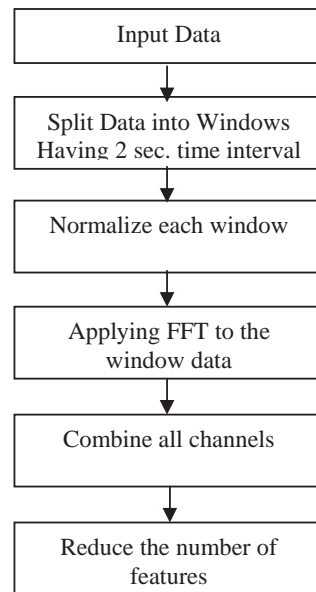 Input Data
Split Data into Windows
Having 2 sec. time interval
Normalize each window
Applying FFT to the
window data
Combine all channels
Reduce the number of
features